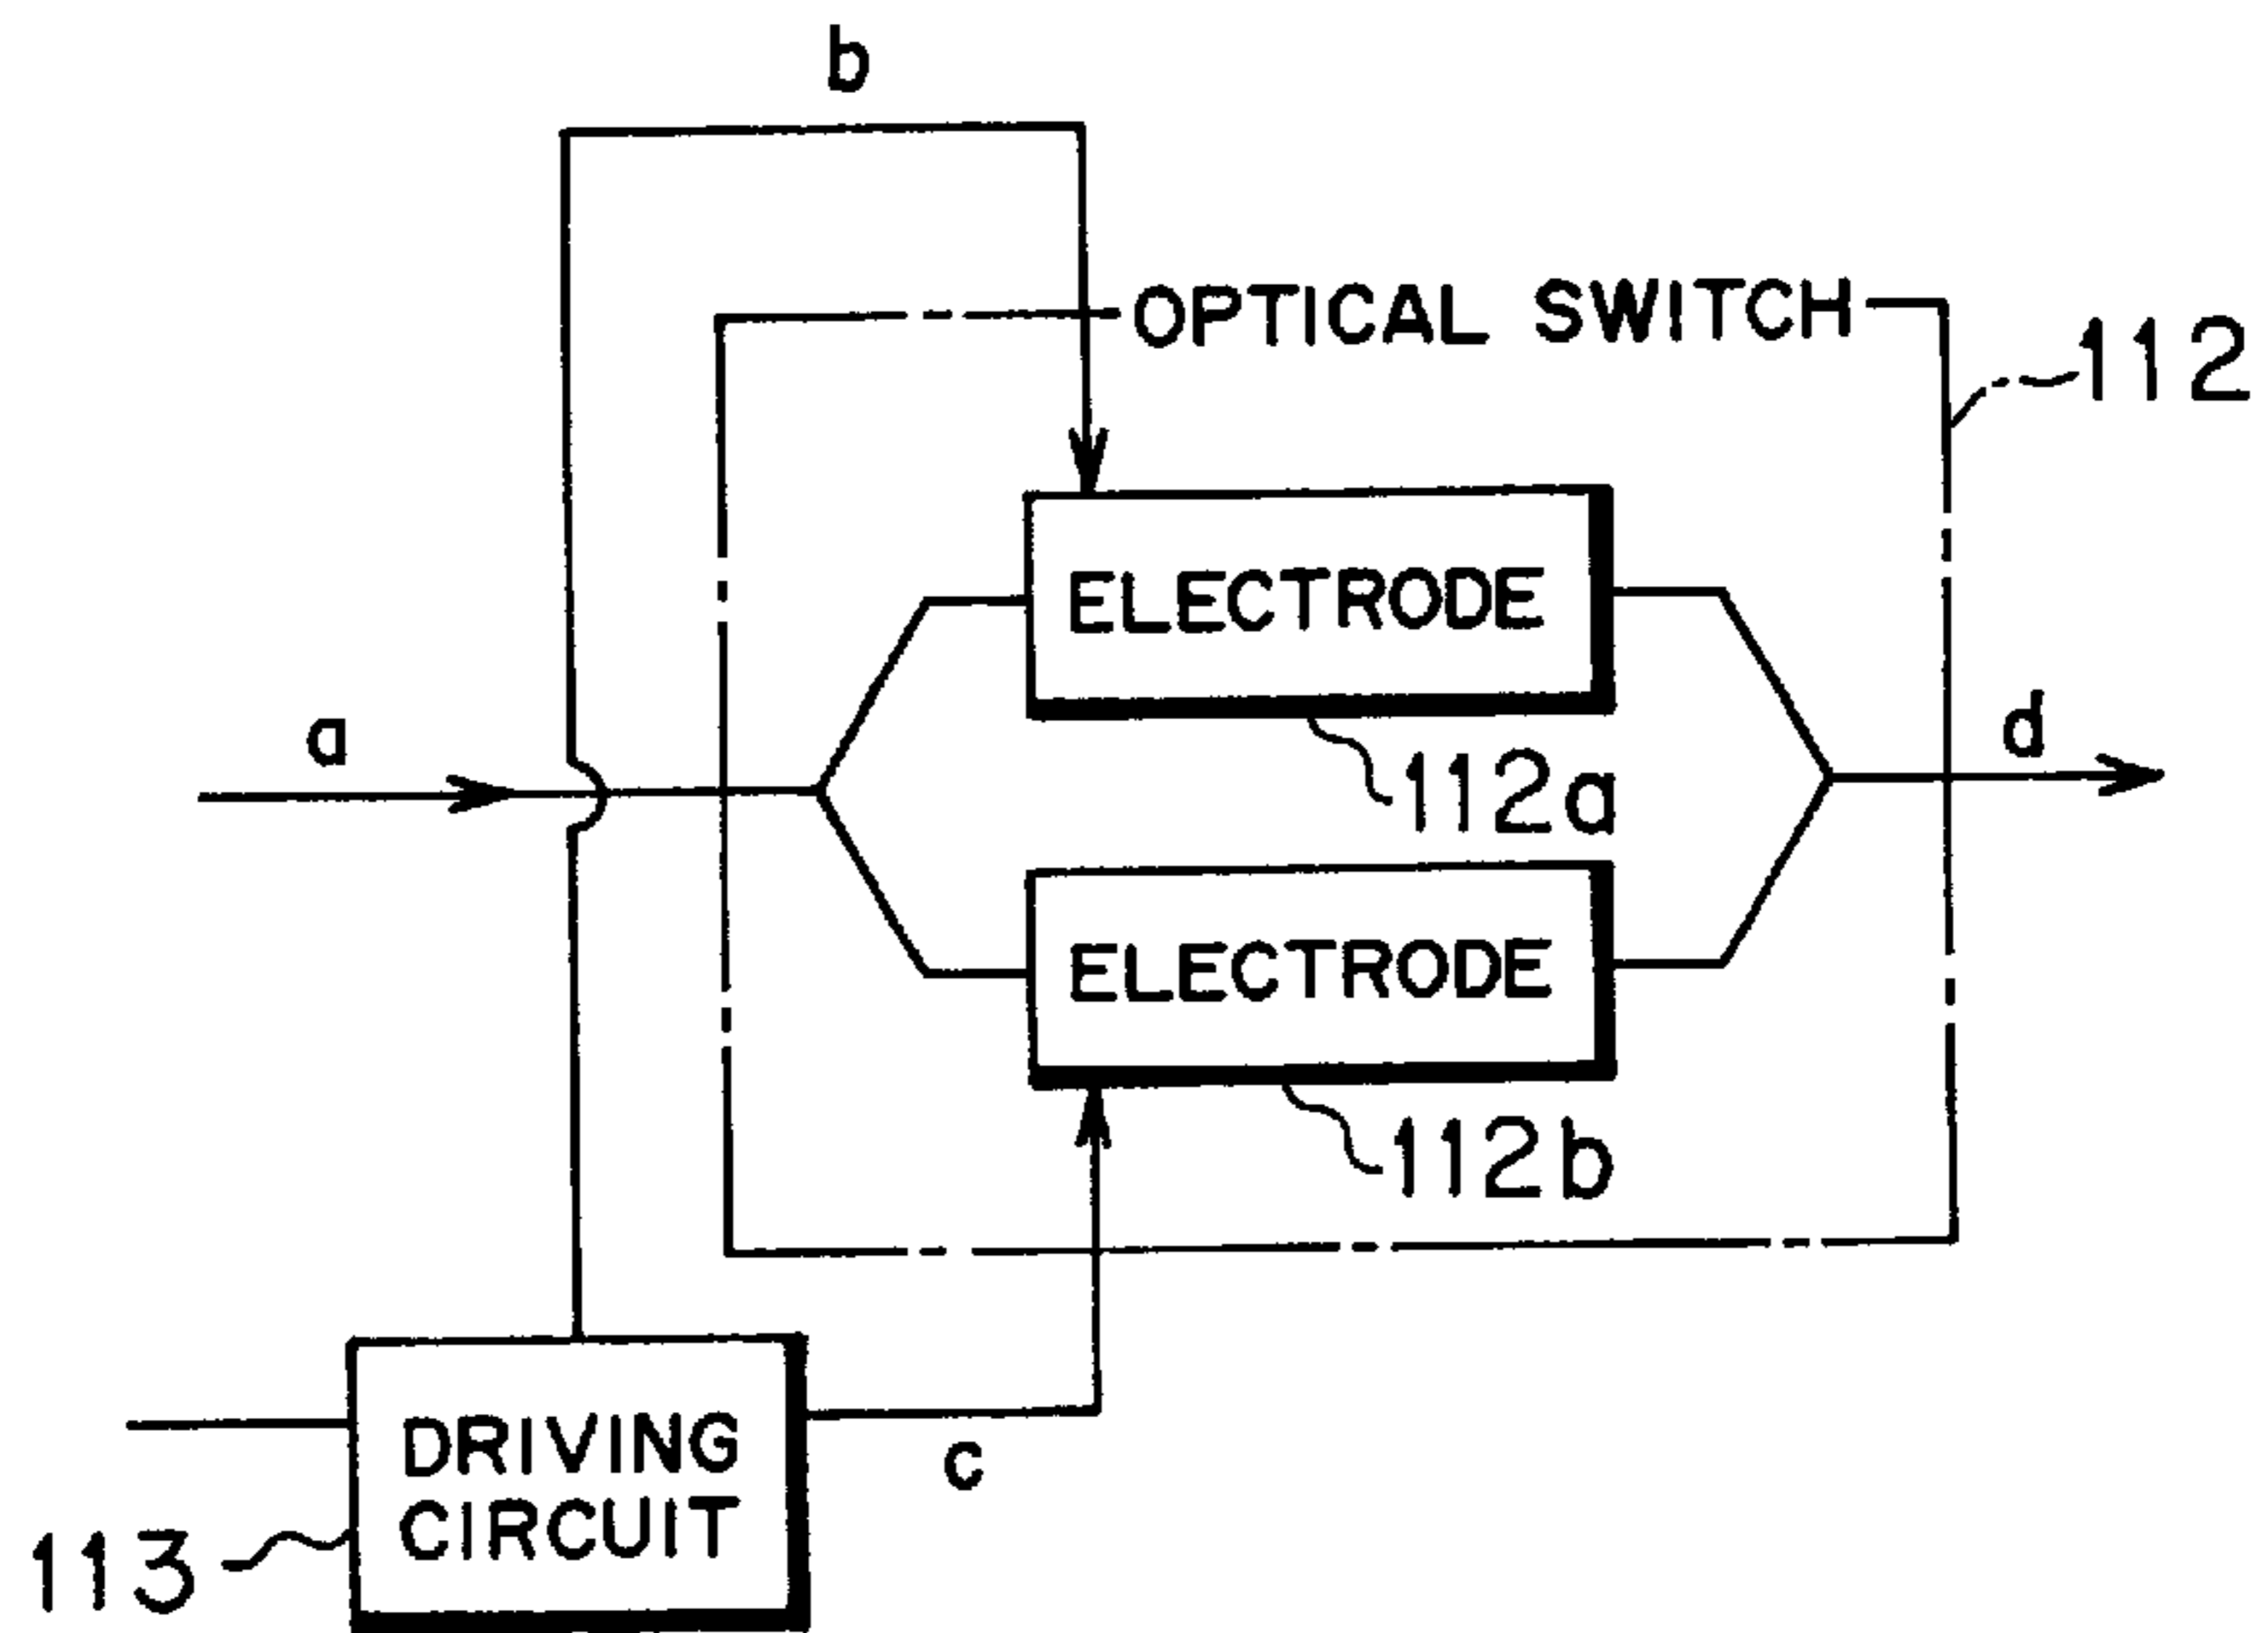 b
OPTICAL SWITCH
112
ELECTRODE
a
d
112a
ELECTRODE
112b
DRIVING
CIRCUIT
c
113